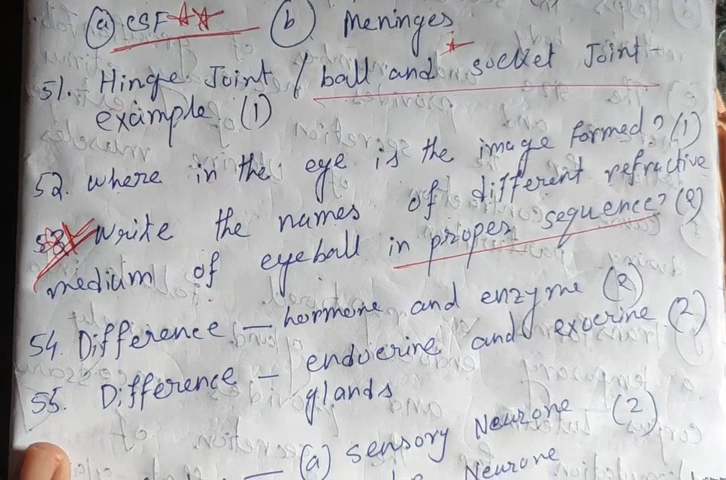 (a) CSF ☆☆ (b) Meninges
51. Hinge Joint / ball and socket Joint -
example (1)
52. where in the eye is the image formed? (1)
53. Write the names of different refractive
medium of eyeball in proper sequence? (2)
54. Difference — hormone and enzyme (2)
55. Difference — endocrine and exocrine (2)
glands
— (a) sensory Neurone — (2)
Neurone